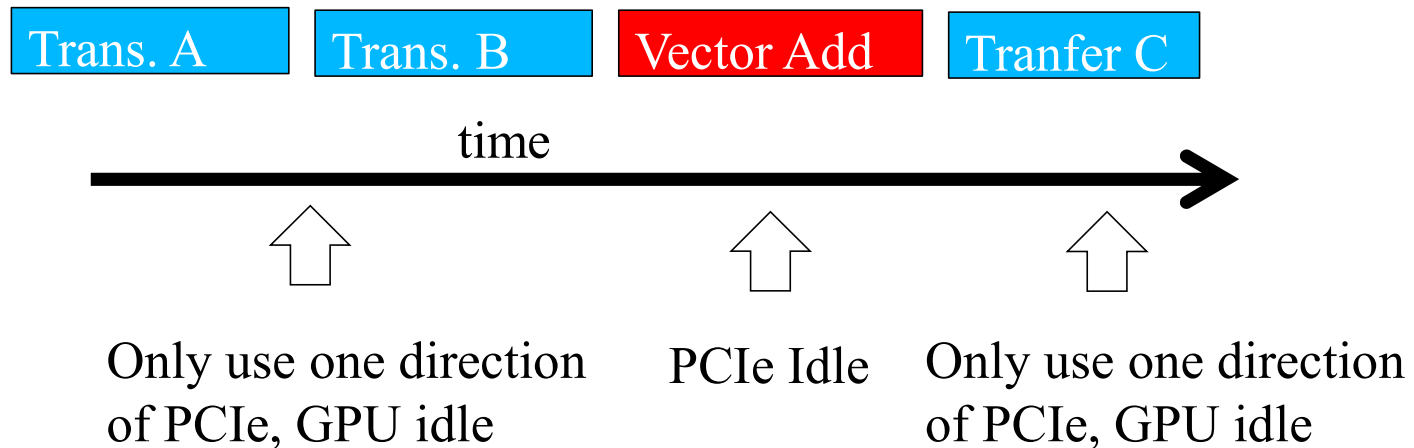 Trans. A
Trans. B
Vector Add
Tranfer C
time
Only use one direction
of PCIe, GPU idle
PCIe Idle
Only use one direction
of PCIe, GPU idle